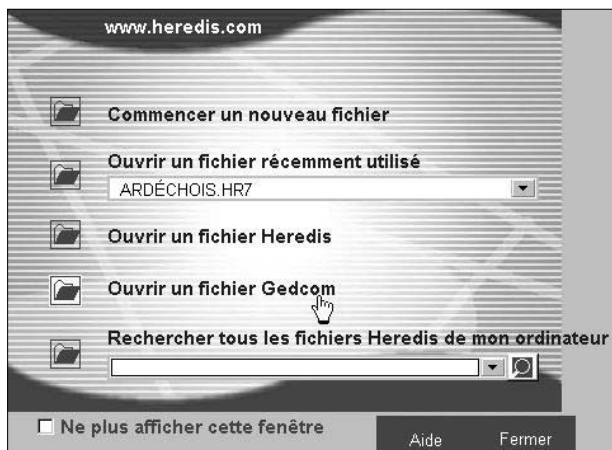 www.heredis.com
Commencer un nouveau fichier
Ouvrir un fichier récemment utilisé
ARDÉCHOIS.HR7
Ouvrir un fichier Heredis
Ouvrir un fichier Gedcom
Rechercher tous les fichiers Heredis de mon ordinateur
Ne plus afficher cette fenêtre
Aide Fermer